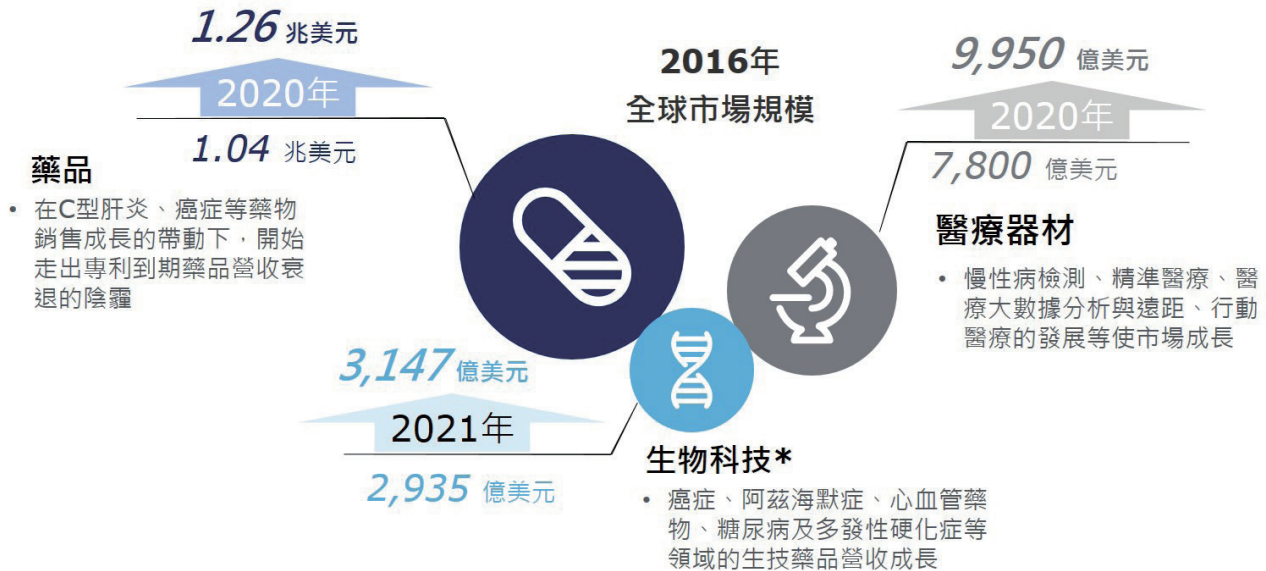 2016年
全球市場規模
1.26 兆美元
2020年
1.04 兆美元
藥品
• 在C型肝炎、癌症等藥物
銷售成長的帶動下，開始
走出專利到期藥品營收衰
退的陰霾
9,950 億美元
2020年
7,800 億美元
醫療器材
• 慢性病檢測、精準醫療、醫
療大數據分析與遠距、行動
醫療的發展等使市場成長
3,147 億美元
2021年
2,935 億美元
生物科技*
• 癌症、阿茲海默症、心血管藥
物、糖尿病及多發性硬化症等
領域的生技藥品營收成長